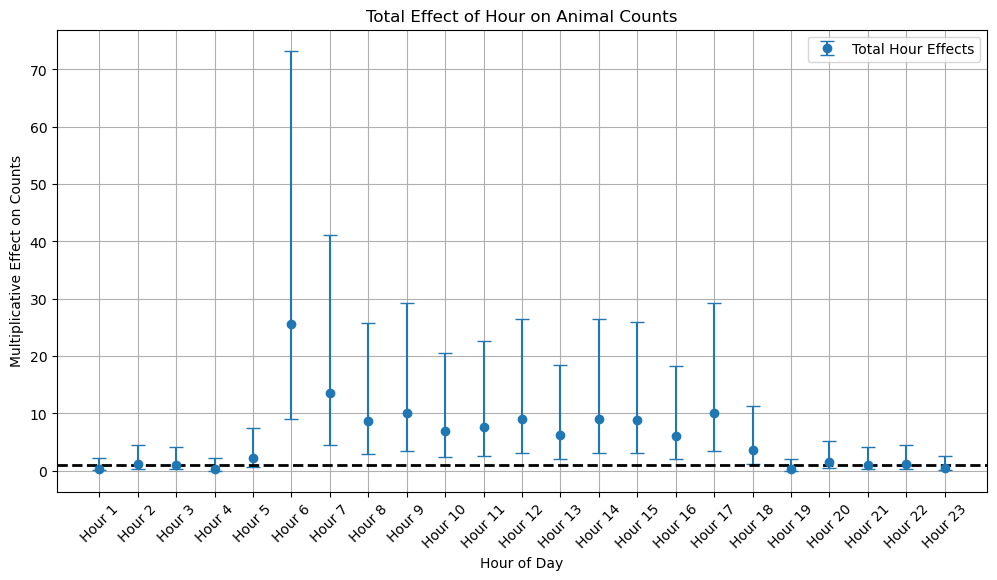 Total Effect of Hour on Animal Counts
Total Hour Effects
Multiplicative Effect on Counts
70
60
50
40
30
20
10
0
Hour 1
Hour 2
Hour 3
Hour 4
Hour 5
Hour 6
Hour 7
Hour 8
Hour 9
Hour 10
Hour 11
Hour 12
Hour 13
Hour 14
Hour 15
Hour 16
Hour 17
Hour 18
Hour 19
Hour 20
Hour 21
Hour 22
Hour 23
Hour of Day